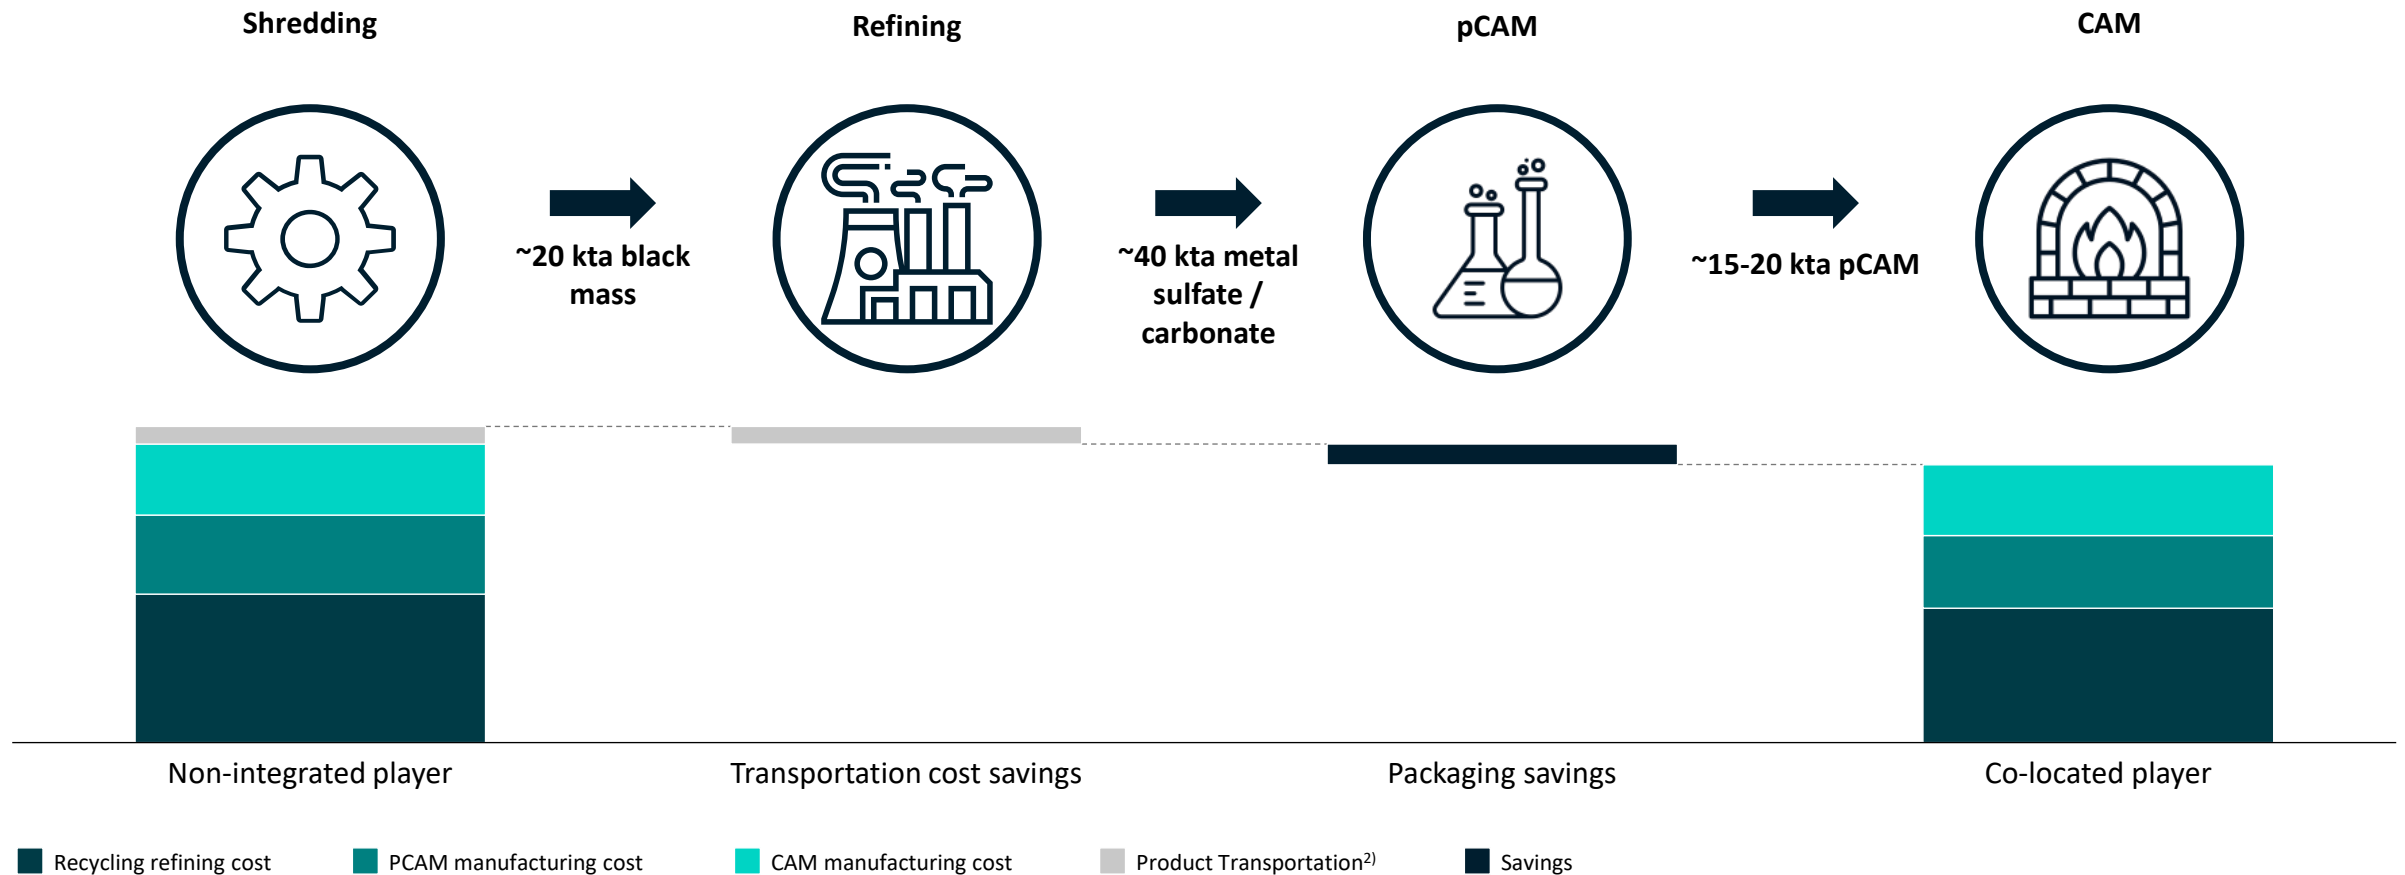 Shredding
Refining
pCAM
CAM
~20 kta black
mass
~40 kta metal
sulfate /
carbonate
~15-20 kta pCAM
Non-integrated player
Transportation cost savings
Packaging savings
Co-located player
Recycling refining cost
PCAM manufacturing cost
CAM manufacturing cost
Product Transportation2)
Savings